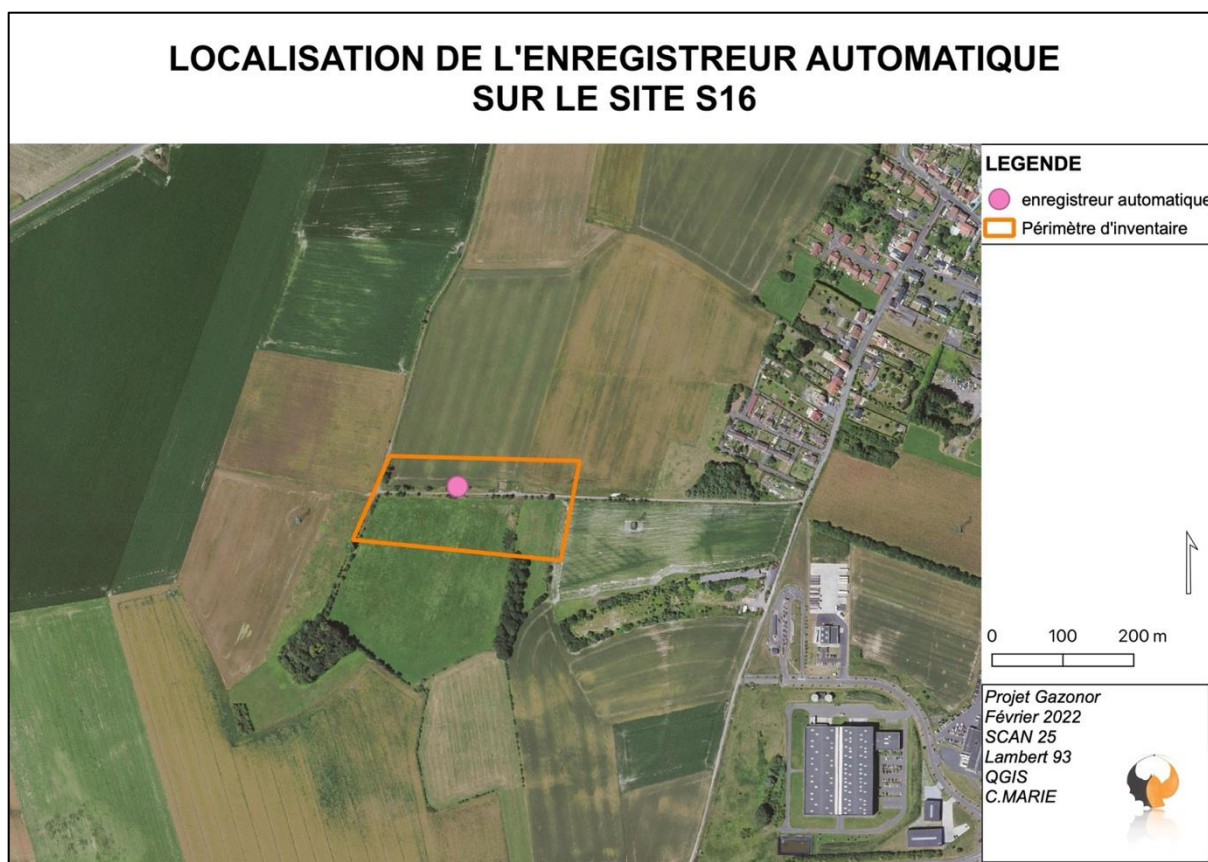 LOCALISATION DE L'ENREGISTREUR AUTOMATIQUE
SUR LE SITE S16
LEGENDE
enregistreur automatique
Périmètre d'inventaire
0 100 200 m
Projet Gazonor
Février 2022
SCAN 25
Lambert 93
QGIS
C.MARIE